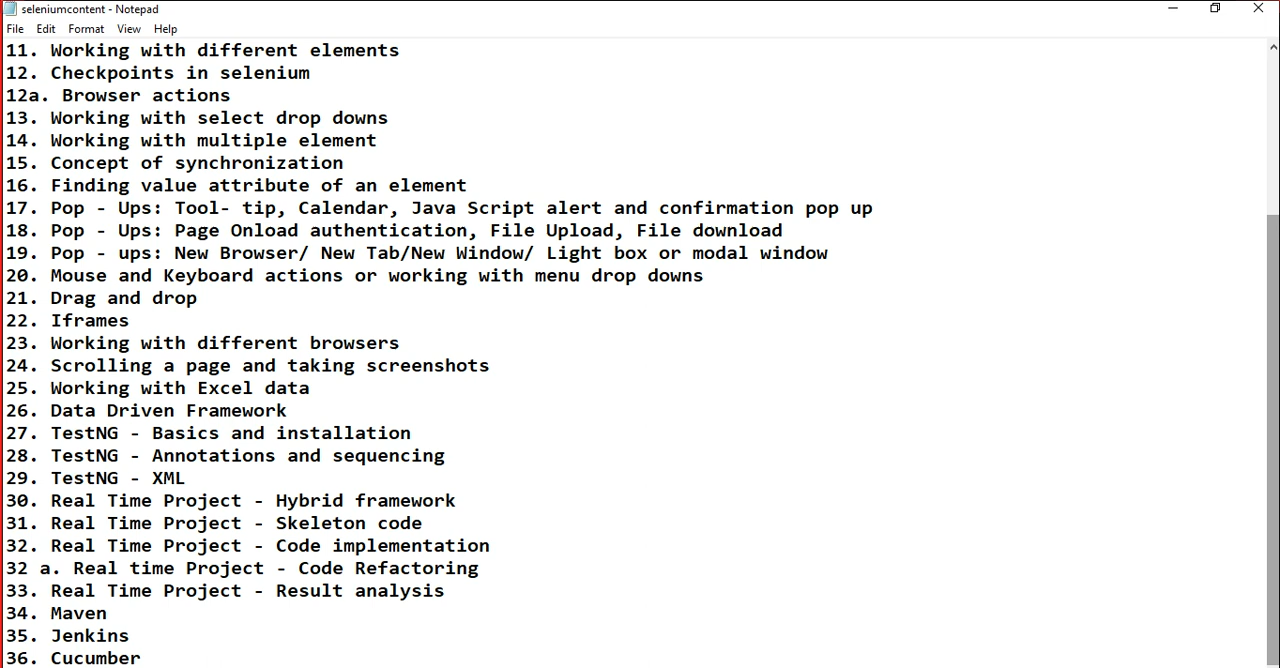 seleniumcontent - Notepad
File Edit Format View Help
11. Working with different elements
12. Checkpoints in selenium
12a. Browser actions
13. Working with select drop downs
14. Working with multiple element
15. Concept of synchronization
16. Finding value attribute of an element
17. Pop - Ups: Tool- tip, Calendar, Java Script alert and confirmation pop up
18. Pop - Ups: Page Onload authentication, File Upload, File download
19. Pop - ups: New Browser/ New Tab/New Window/ Light box or modal window
20. Mouse and Keyboard actions or working with menu drop downs
21. Drag and drop
22. Iframes
23. Working with different browsers
24. Scrolling a page and taking screenshots
25. Working with Excel data
26. Data Driven Framework
27. TestNG - Basics and installation
28. TestNG - Annotations and sequencing
29. TestNG - XML
30. Real Time Project - Hybrid framework
31. Real Time Project - Skeleton code
32. Real Time Project - Code implementation
32 a. Real time Project - Code Refactoring
33. Real Time Project - Result analysis
34. Maven
35. Jenkins
36. Cucumber